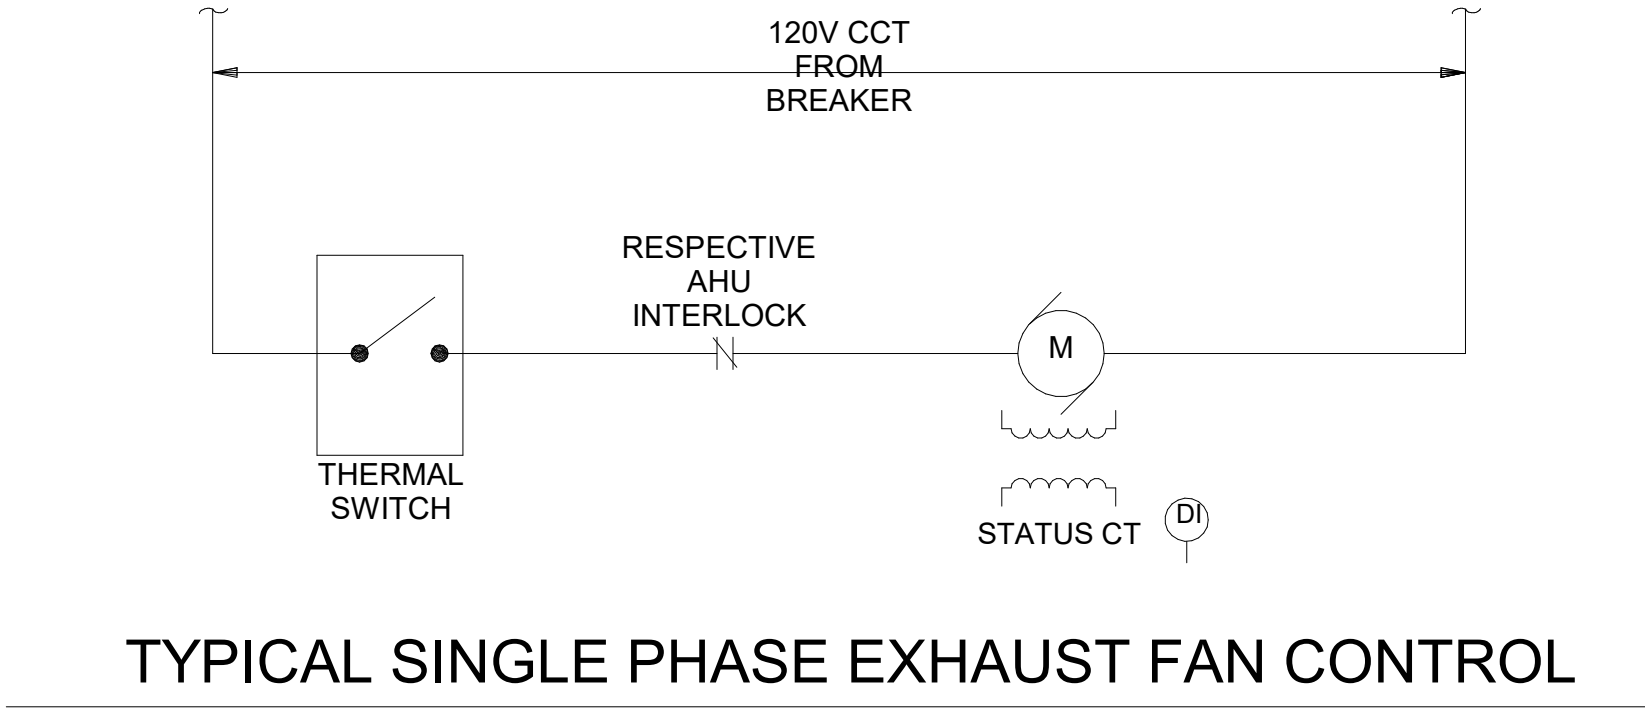 120V CCT
FROM
BREAKER
RESPECTIVE
AHU
INTERLOCK
M
THERMAL
SWITCH
STATUS CT
DI
TYPICAL SINGLE PHASE EXHAUST FAN CONTROL